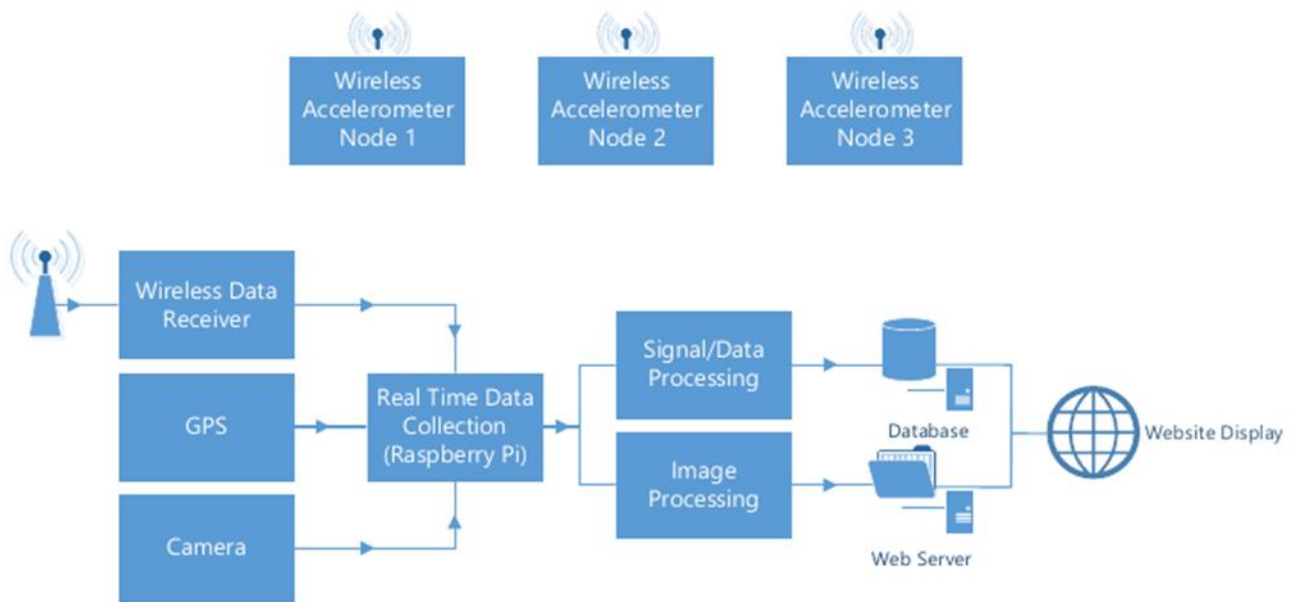 Wireless
Accelerometer
Node 1
Wireless
Accelerometer
Node 2
Wireless
Accelerometer
Node 3
Wireless Data
Receiver
GPS
Camera
Real Time Data
Collection
(Raspberry Pi)
Signal/Data
Processing
Image
Processing
Database
Web Server
Website Display